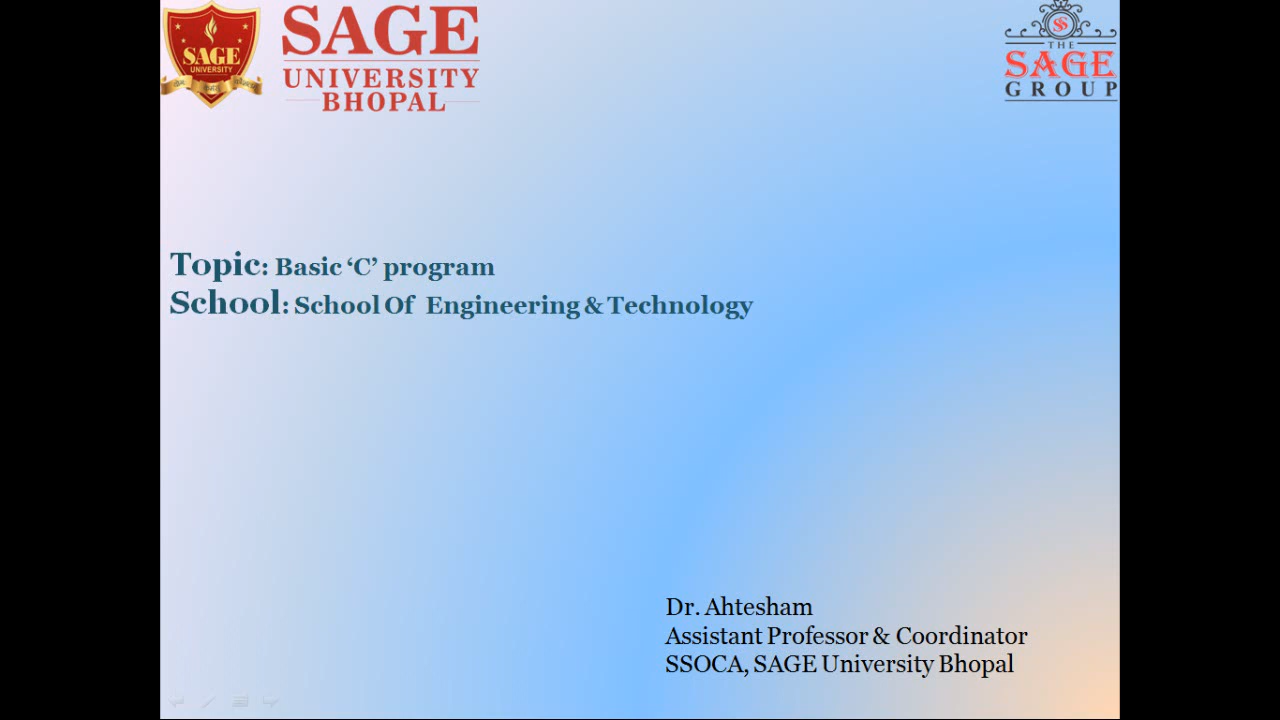 SAGE
UNIVERSITY
SAGE
UNIVERSITY
BHOPAL
SS
THE
SAGE
GROUP
Topic: Basic ‘C’ program
School: School Of Engineering & Technology
Dr. Ahtesham
Assistant Professor & Coordinator
SSOCA, SAGE University Bhopal